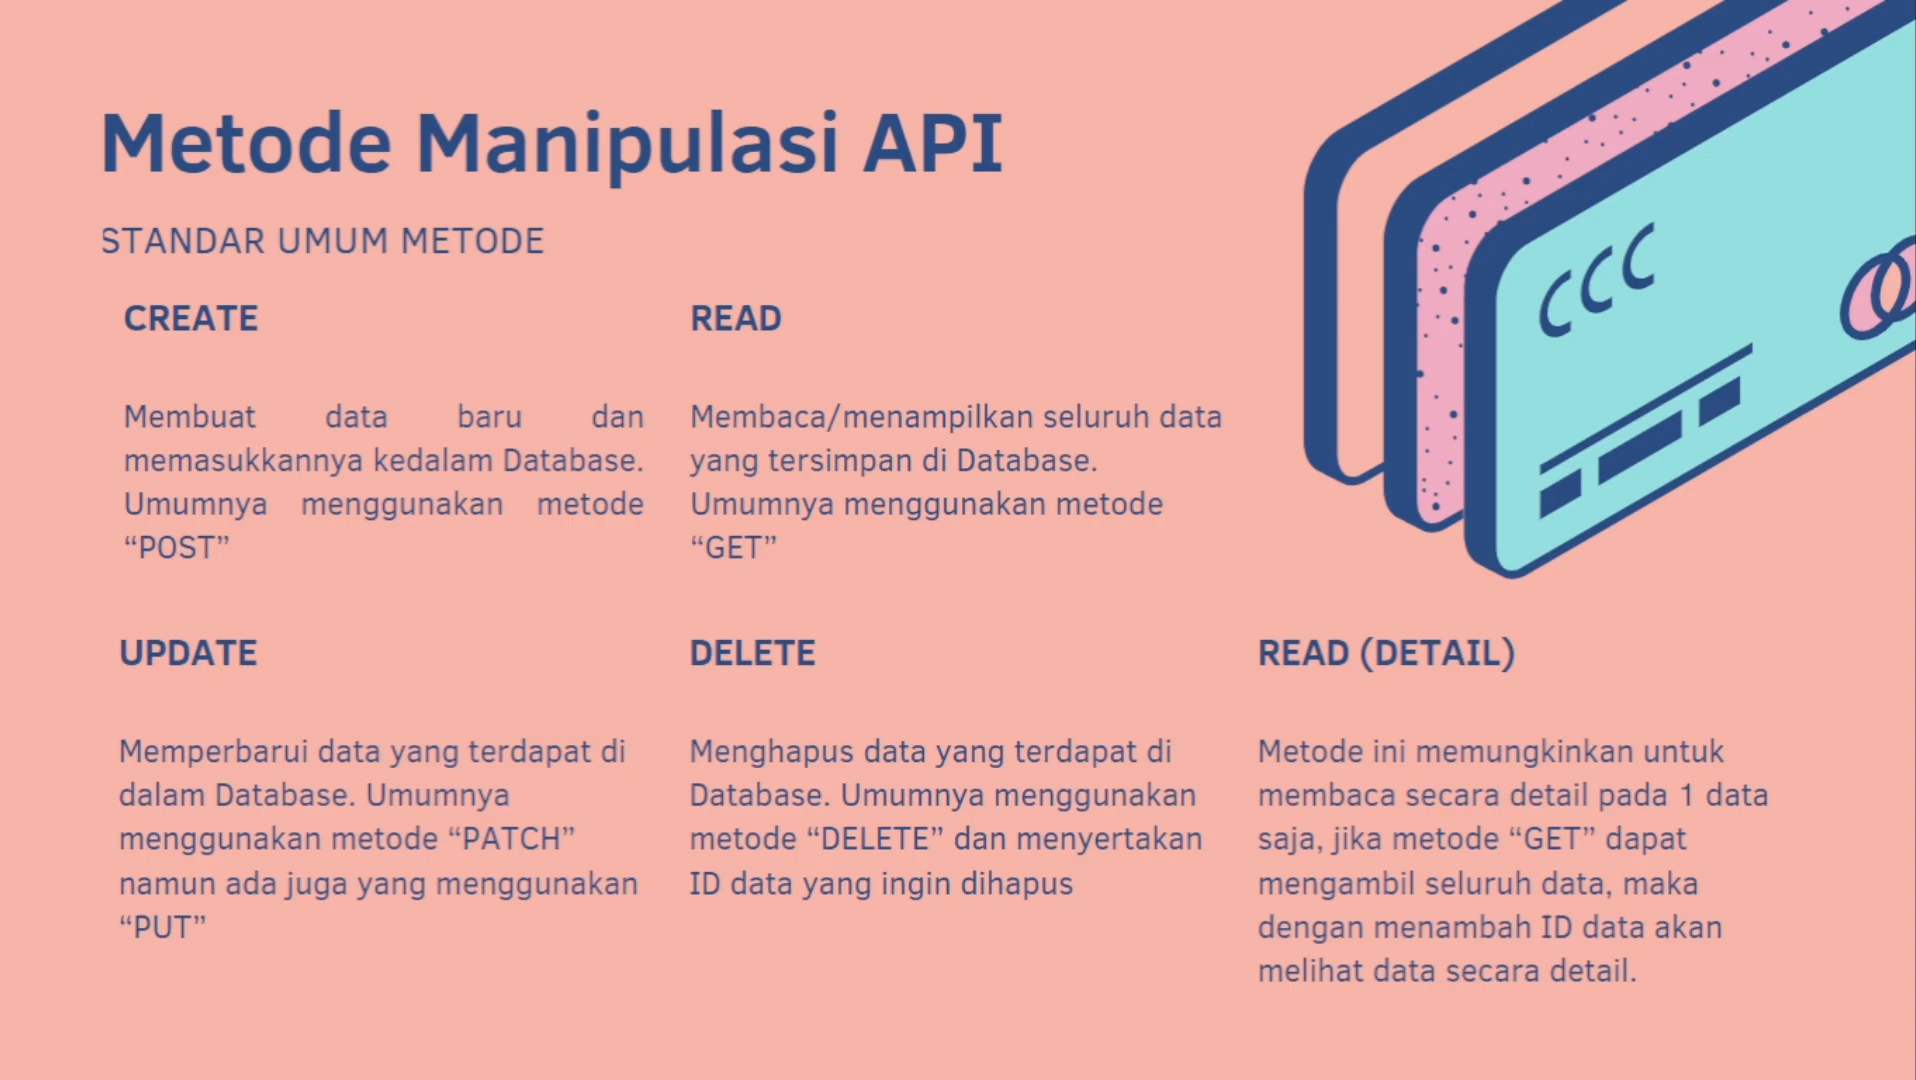 Metode Manipulasi API
STANDAR UMUM METODE
CREATE
Membuat data baru dan
memasukkannya kedalam Database.
Umumnya menggunakan metode
“POST”
READ
Membaca/menampilkan seluruh data
yang tersimpan di Database.
Umumnya menggunakan metode
“GET”
UPDATE
Memperbarui data yang terdapat di
dalam Database. Umumnya
menggunakan metode “PATCH”
namun ada juga yang menggunakan
“PUT”
DELETE
Menghapus data yang terdapat di
Database. Umumnya menggunakan
metode “DELETE” dan menyertakan
ID data yang ingin dihapus
READ (DETAIL)
Metode ini memungkinkan untuk
membaca secara detail pada 1 data
saja, jika metode “GET” dapat
mengambil seluruh data, maka
dengan menambah ID data akan
melihat data secara detail.